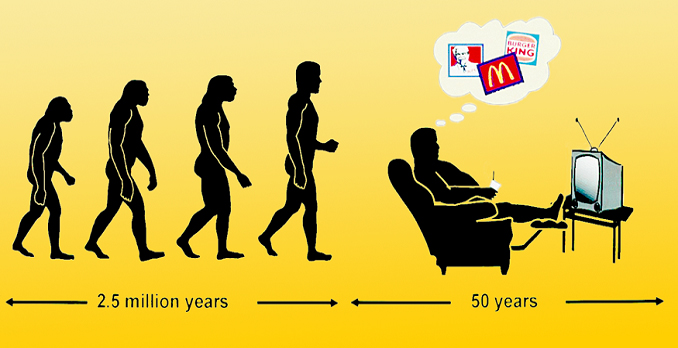 BURGER
KING
2.5 million years
50 years